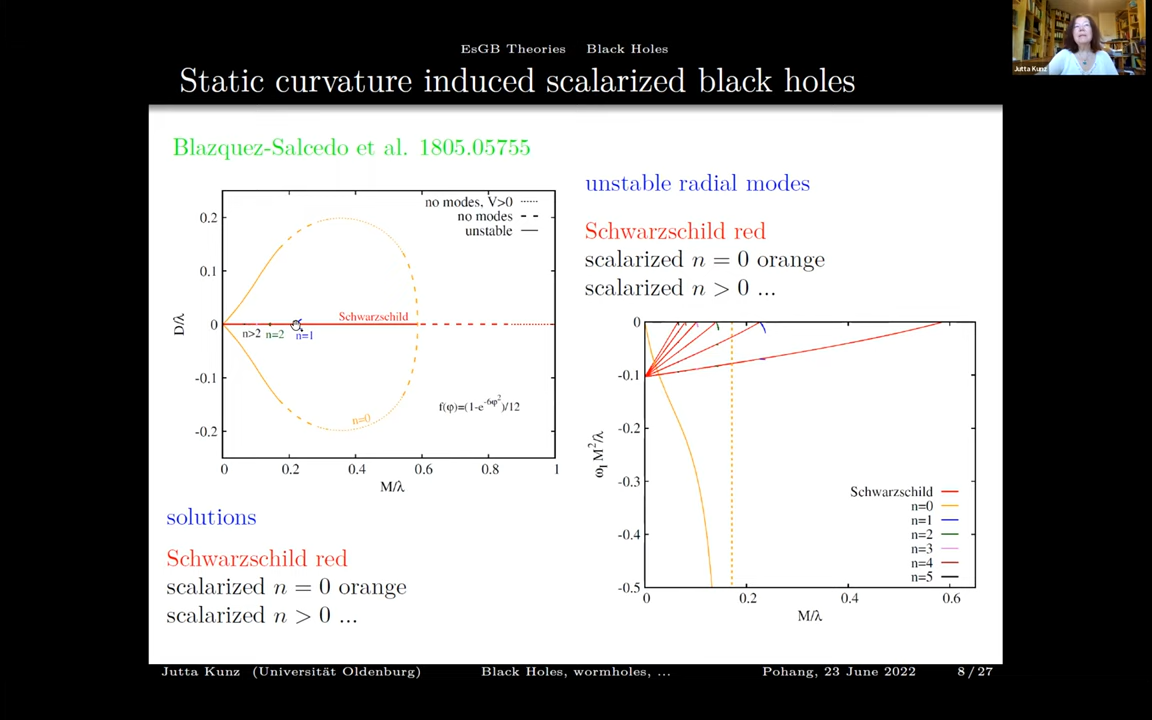 EsGB Theories Black Holes
Static curvature induced scalarized black holes
Jutta Kunz
Blazquez-Salcedo et al. 1805.05755
no modes, V>0
no modes
unstable
0.2
0.1
0
-0.1
-0.2
D/λ
Schwarzschild
n>2 n=2 n=1
f(φ)=(1-e^{-6φ²})/12
n=0
0 0.2 0.4 0.6 0.8 1
M/λ
solutions
Schwarzschild red
scalarized n = 0 orange
scalarized n > 0 ...
unstable radial modes
Schwarzschild red
scalarized n = 0 orange
scalarized n > 0 ...
0
-0.1
-0.2
-0.3
-0.4
-0.5
ω_I M²/λ
Schwarzschild
n=0
n=1
n=2
n=3
n=4
n=5
0 0.2 0.4 0.6
M/λ
Jutta Kunz (Universität Oldenburg) Black Holes, wormholes, ... Pohang, 23 June 2022 8 / 27